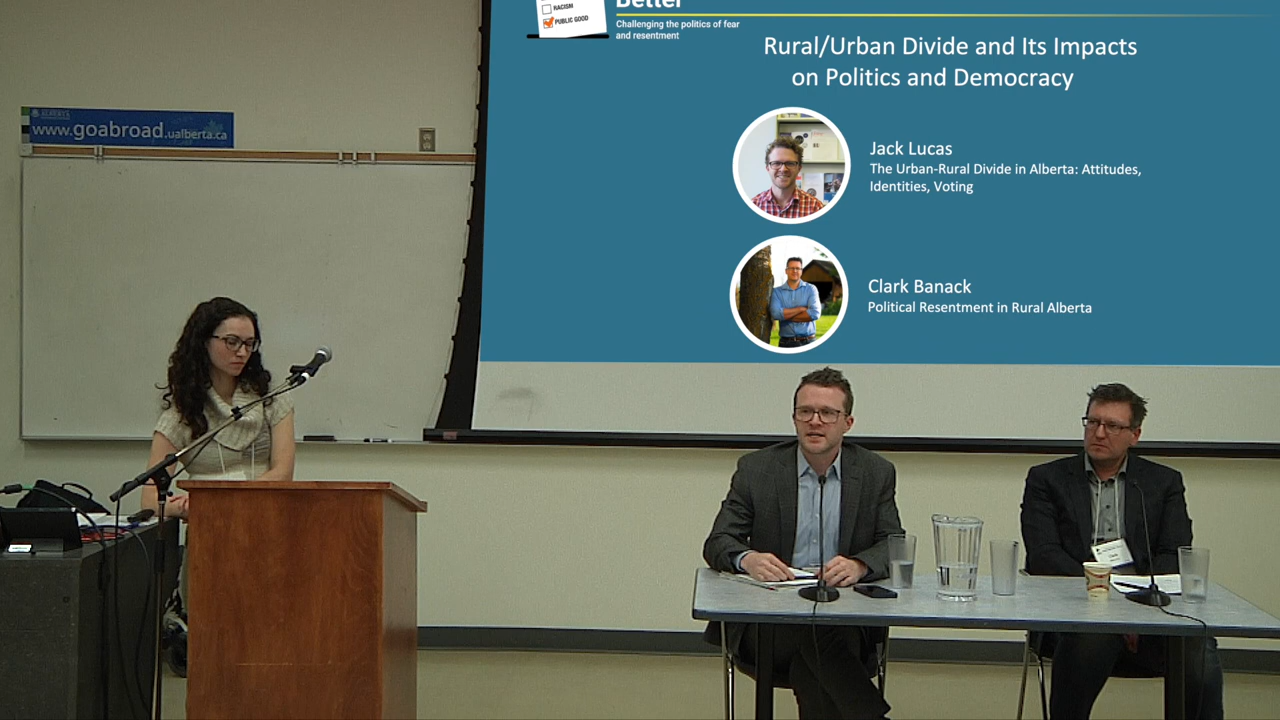 Better
RACISM
PUBLIC GOOD
Challenging the politics of fear
and resentment
Rural/Urban Divide and Its Impacts
on Politics and Democracy
www.goabroad.ualberta.ca
Jack Lucas
The Urban-Rural Divide in Alberta: Attitudes,
Identities, Voting
Clark Banack
Political Resentment in Rural Alberta